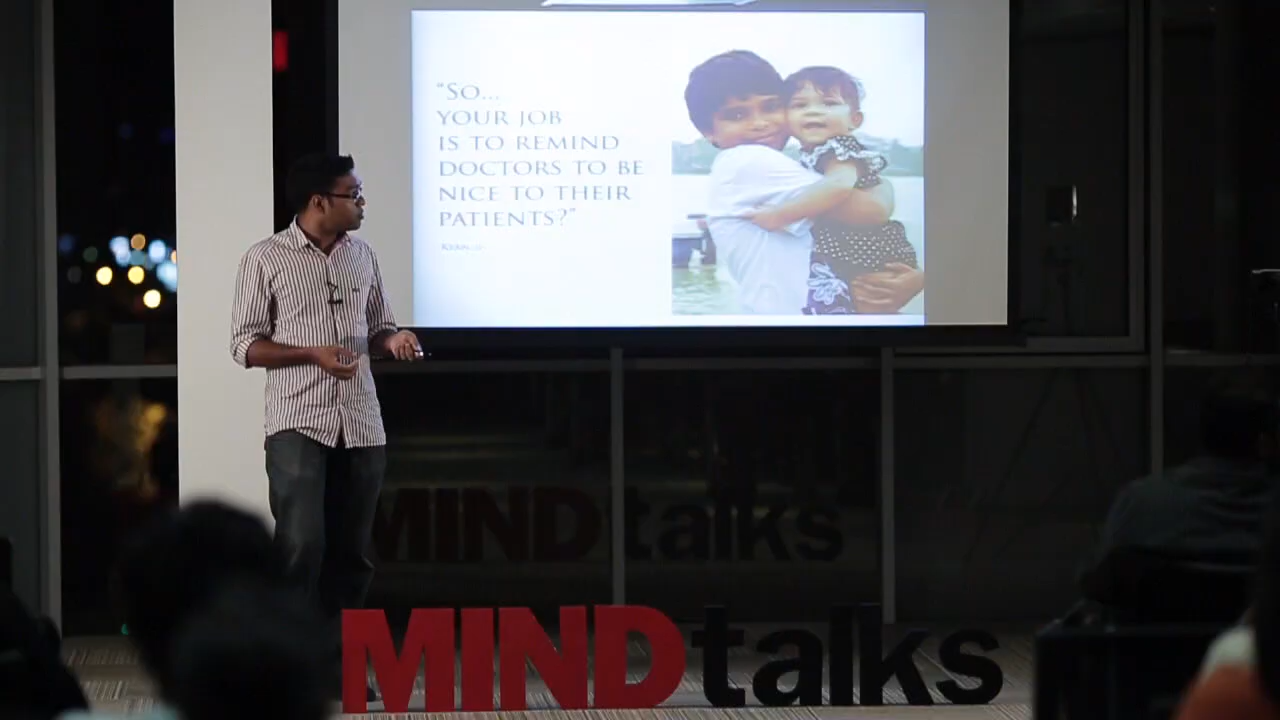 “SO...
YOUR JOB
IS TO REMIND
DOCTORS TO BE
NICE TO THEIR
PATIENTS?”
MINDtalks
MINDtalks